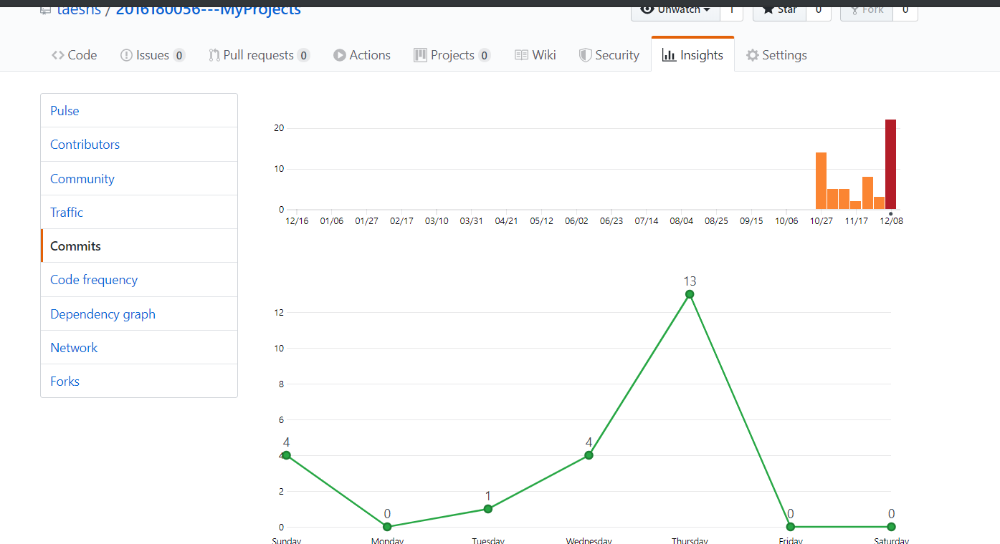 taeshs / 2016180056---MyProjects
Unwatch 1 Star 0 Fork 0
Code Issues 0 Pull requests 0 Actions Projects 0 Wiki Security Insights Settings
Pulse
Contributors
Community
Traffic
Commits
Code frequency
Dependency graph
Network
Forks
20
10
0
12/16 01/06 01/27 02/17 03/10 03/31 04/21 05/12 06/02 06/23 07/14 08/04 08/25 09/15 10/06 10/27 11/17 12/08
13
12
10
8
6
4 4
4
1
2
0 0 0
0
Sunday Monday Tuesday Wednesday Thursday Friday Saturday